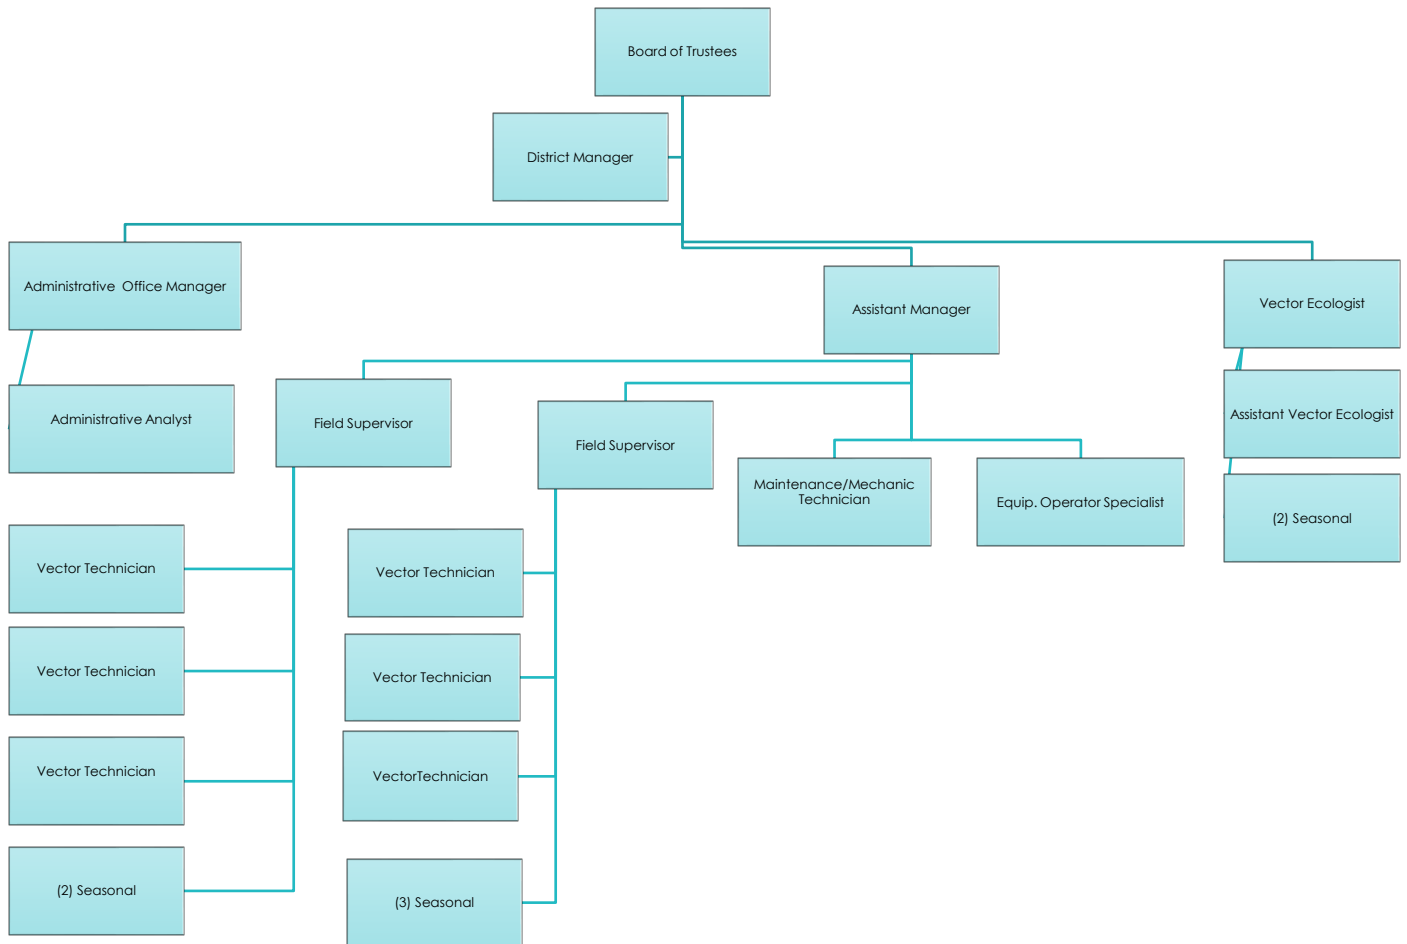 Board of Trustees
District Manager
Administrative  Office Manager
Assistant Manager
Vector Ecologist
Administrative Analyst
Field Supervisor
Field Supervisor
Assistant Vector Ecologist
Maintenance/Mechanic
Technician
Equip. Operator Specialist
(2) Seasonal
Vector Technician
Vector Technician
Vector Technician
Vector Technician
Vector Technician
VectorTechnician
(2) Seasonal
(3) Seasonal